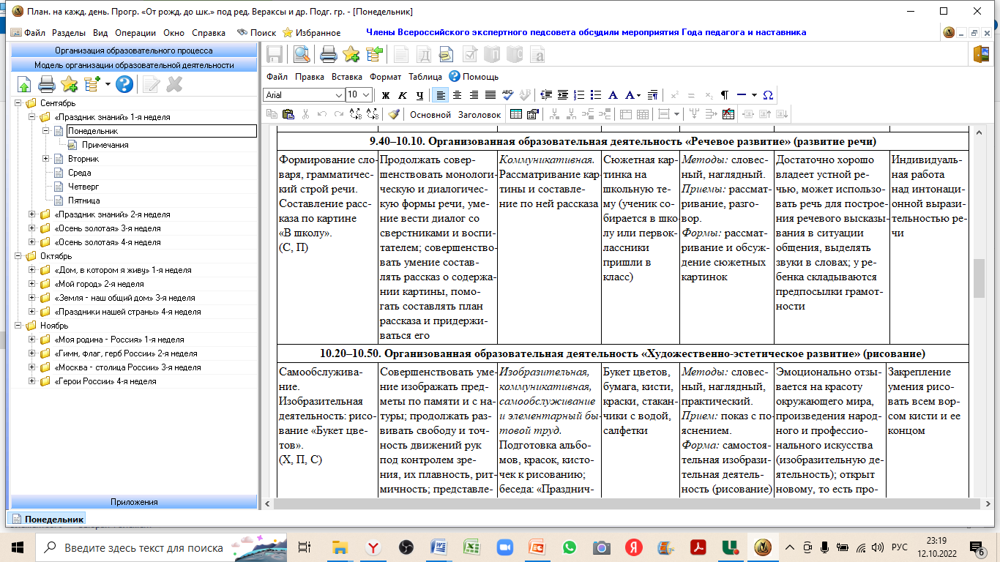 План. на кажд. день. Прогр. «От рожд. до шк.» под ред. Вераксы и др. Подг. гр. - [Понедельник]
Файл Разделы Вид Операции Окно Справка Поиск Избранное
Члены Всероссийского экспертного педсовета обсудили мероприятия Года педагога и наставника
Организация образовательного процесса
Модель организации образовательной деятельности
Сентябрь
«Праздник знаний» 1-я неделя
Понедельник
Примечания
Вторник
Среда
Четверг
Пятница
«Праздник знаний» 2-я неделя
«Осень золотая» 3-я неделя
«Осень золотая» 4-я неделя
Октябрь
«Дом, в котором я живу» 1-я неделя
«Мой город» 2-я неделя
«Земля - наш общий дом» 3-я неделя
«Праздники нашей страны» 4-я неделя
Ноябрь
«Моя родина - Россия» 1-я неделя
«Гимн, флаг, герб России» 2-я неделя
«Москва - столица России» 3-я неделя
«Герои России» 4-я неделя
Приложения
Файл Правка Вставка Формат Таблица Помощь
Arial 10 Ж К Ч
Основной Заголовок
9.40–10.10. Организованная образовательная деятельность «Речевое развитие» (развитие речи)
Формирование сло-
варя, грамматичес-
кий строй речи.
Составление расс-
каза по картине
«В школу».
(С, П)
Продолжать совер-
шенствовать монологи-
ческую и диалогичес-
кую формы речи, уме-
ние вести диалог со
сверстниками и воспи-
тателем; совершенство-
вать умение состав-
лять рассказ о содержа-
нии картины, помо-
гать составлять план
рассказа и придержи-
ваться его
Коммуникативная.
Рассматривание кар-
тины и составле-
ние по ней рассказа
Сюжетная кар-
тинка на
школьную те-
му (ученик со-
бирается в шко-
лу или первок-
лассники
пришли в
класс)
Методы: словес-
ный, наглядный.
Приемы: рассмат-
ривание, разго-
вор.
Формы: рассмат-
ривание и обсуж-
дение сюжетных
картинок
Достаточно хорошо
владеет устной ре-
чью, может использо-
вать речь для построе-
ния речевого высказы-
вания в ситуации
общения, выделять
звуки в словах; у ре-
бенка складываются
предпосылки грамот-
ности
Индивидуаль-
ная работа
над интонаци-
онной вырази-
тельностью ре-
чи
10.20–10.50. Организованная образовательная деятельность «Художественно-эстетическое развитие» (рисование)
Самообслужива-
ние.
Изобразительная
деятельность: рисо-
вание «Букет цве-
тов».
(Х, П, С)
Совершенствовать уме-
ние изображать пред-
меты по памяти и с на-
туры; продолжать раз-
вивать свободу и точ-
ность движений рук
под контролем зре-
ния, их плавность, рит-
мичность; представле-
Изобразительная,
коммуникативная,
самообслуживание
и элементарный бы-
товой труд.
Подготовка альбо-
мов, красок, кисто-
чек к рисованию;
беседа: «Празднич-
Букет цветов,
бумага, кисти,
краски, стакан-
чики с водой,
салфетки
Методы: словес-
ный, наглядный,
практический.
Прием: показ с по-
яснением.
Форма: самостоя-
тельная изобрази-
тельная деятель-
ность (рисование)
Эмоционально отзы-
вается на красоту
окружающего мира,
произведения народ-
ного и профессио-
нального искусства
(изобразительную де-
ятельность); открыт
новому, то есть про-
Закрепление
умения рисо-
вать всем вор-
сом кисти и ее
концом
Понедельник
Введите здесь текст для поиска
РУС
23:19
12.10.2022
6